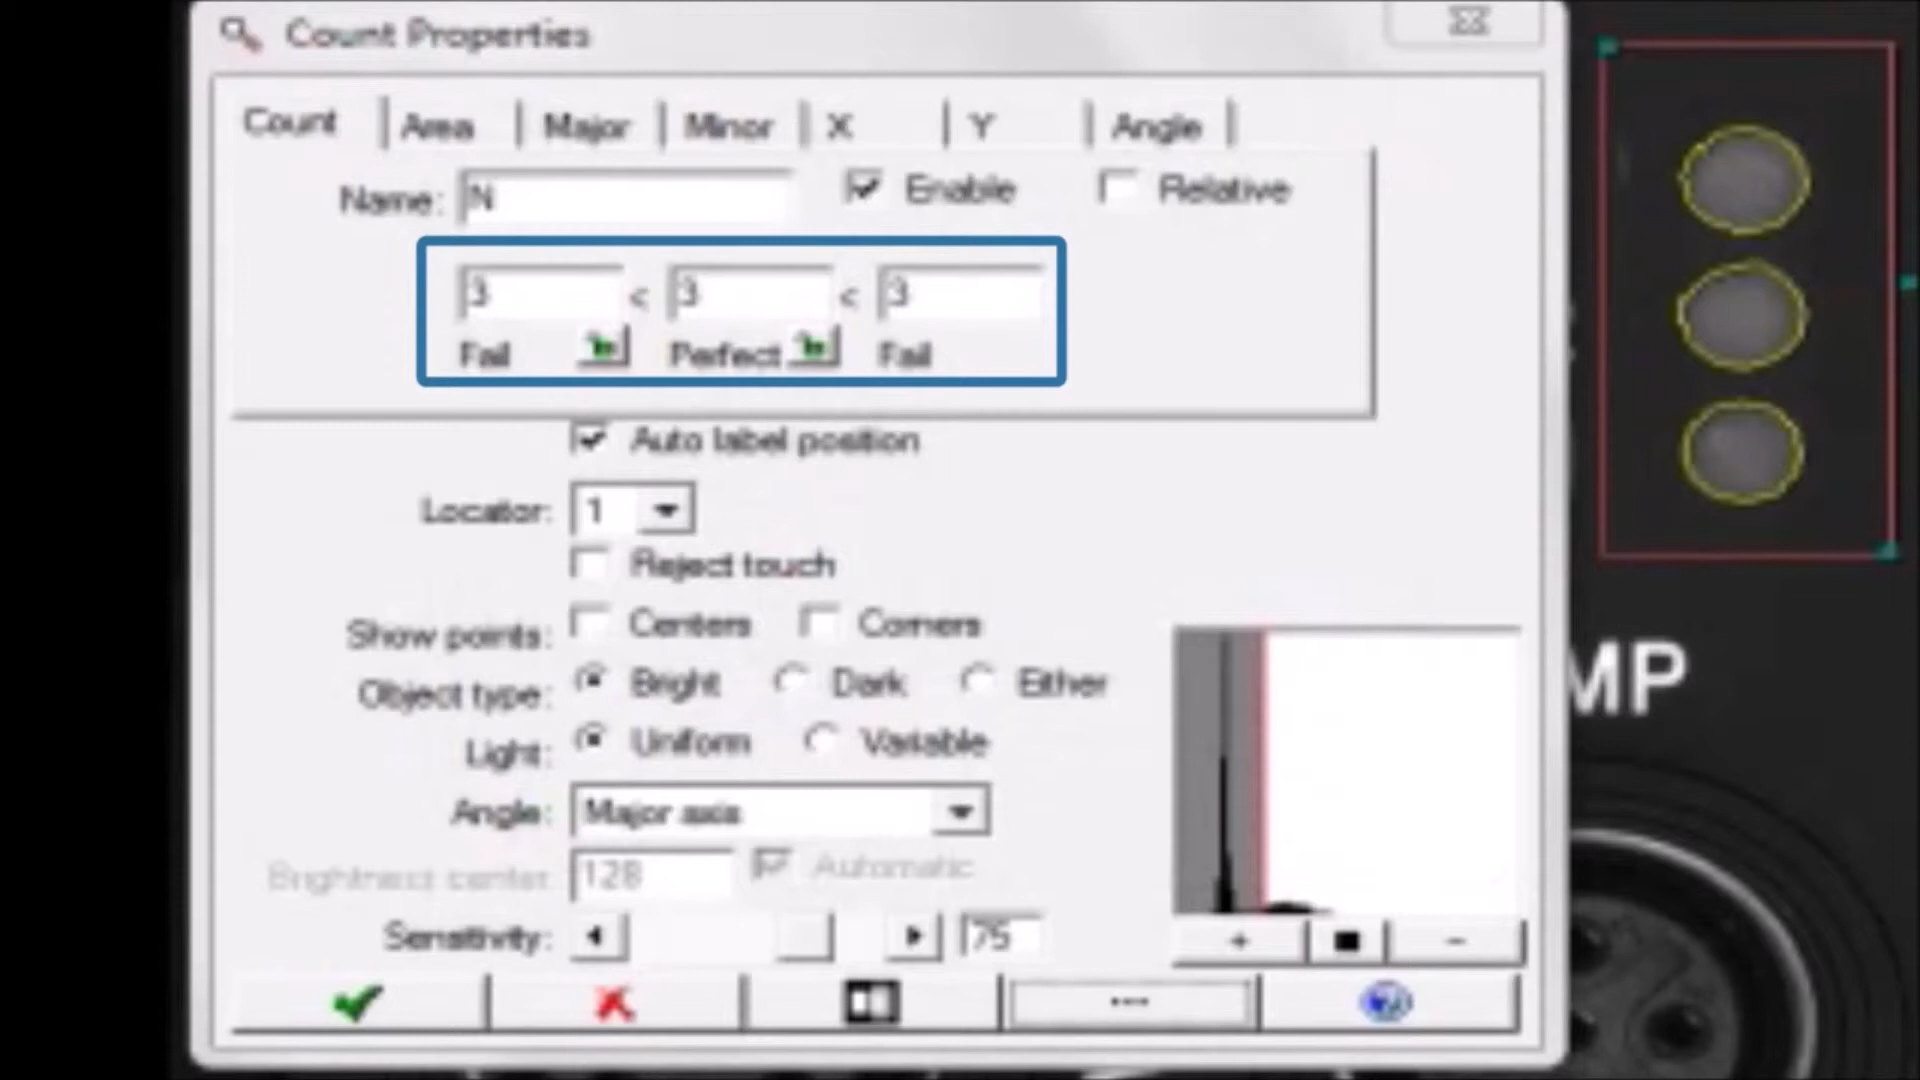 Count Properties
Count Area Major Minor X Y Angle
Name: N Enable Relative
3 < 3 < 3
Fail Perfect Fail
Auto label position
Locator: 1
Reject touch
Show points: Centers Corners
Object type: Bright Dark Either
Light: Uniform Variable
Angle: Major axis
Brightness center 128 Automatic
Sensitivity: 75
+ -
...
MP